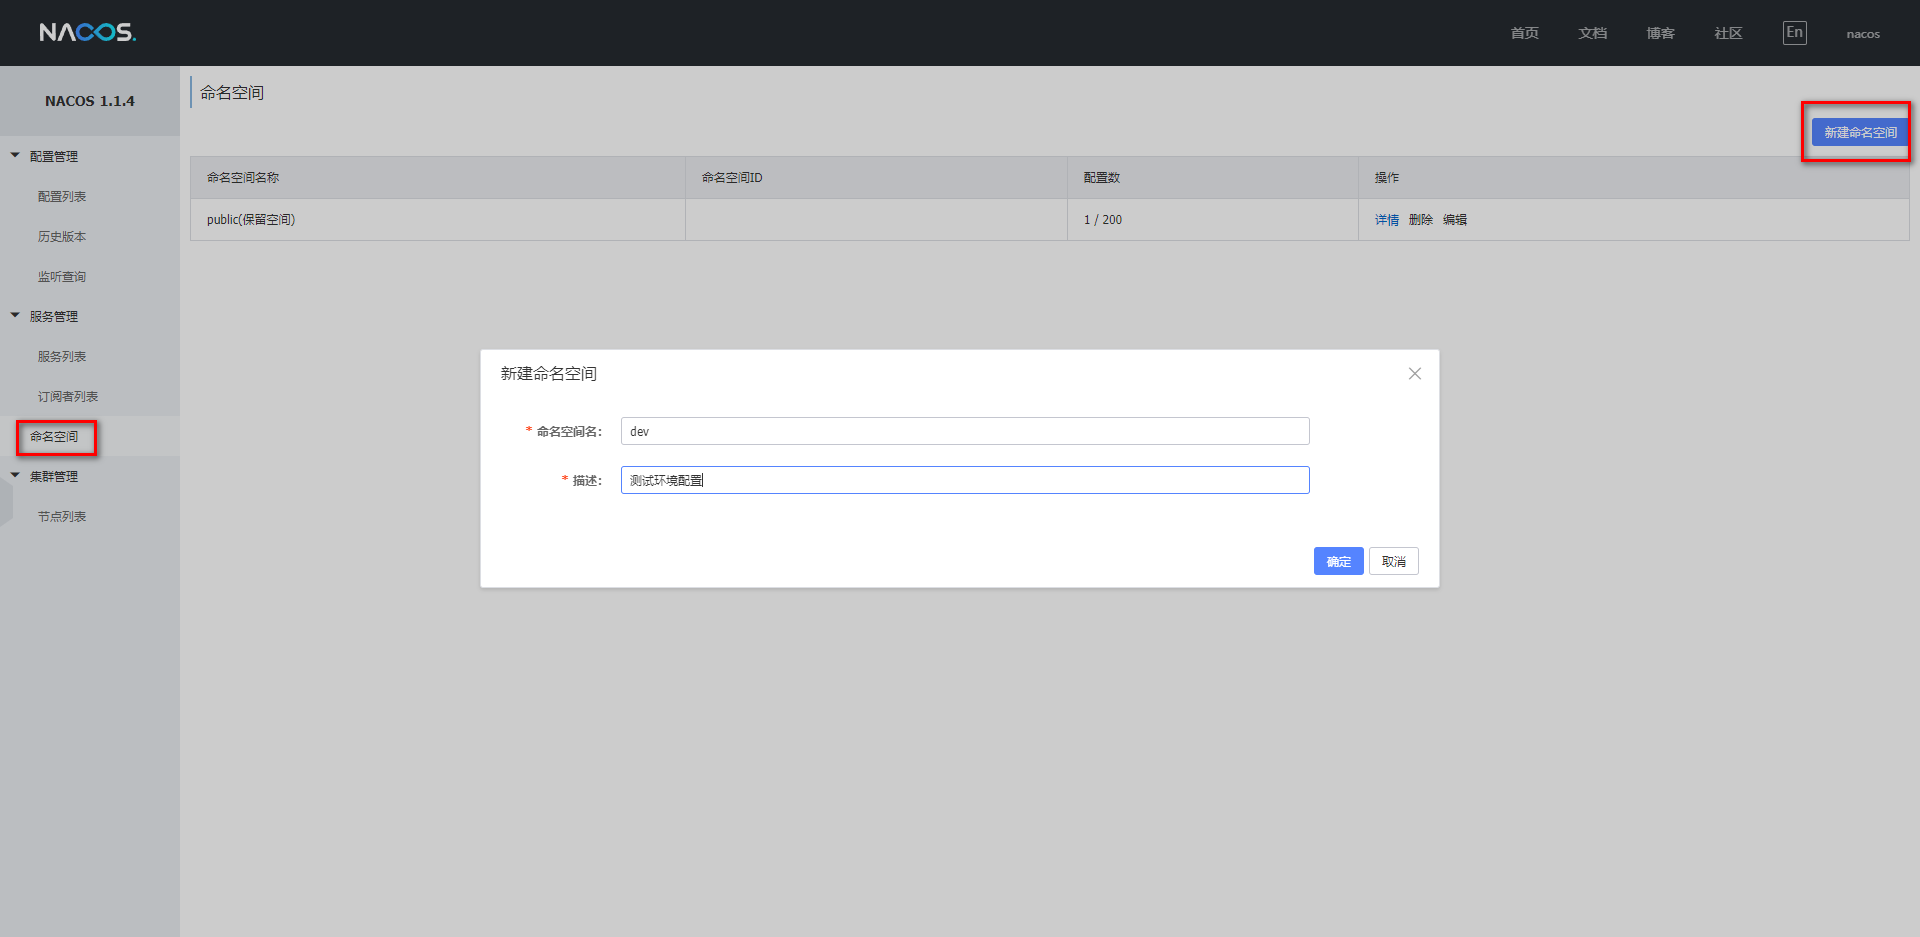 NACOS.
首页 文档 博客 社区 En nacos
NACOS 1.1.4
配置管理
配置列表
历史版本
监听查询
服务管理
服务列表
订阅者列表
命名空间
集群管理
节点列表
命名空间
新建命名空间
命名空间名称 命名空间ID 配置数 操作
public(保留空间) 1 / 200 详情 删除 编辑
新建命名空间
* 命名空间名： dev
* 描述： 测试环境配置
确定 取消